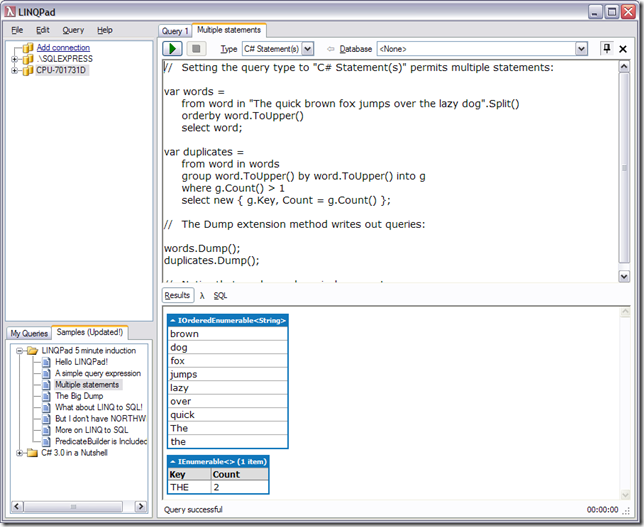 LINQPad
File Edit Query Help
Add connection
.\SQLEXPRESS
CPU-701731D
Query 1 Multiple statements
Type C# Statement(s) Database <None>
// Setting the query type to "C# Statement(s)" permits multiple statements:
var words =
from word in "The quick brown fox jumps over the lazy dog".Split()
orderby word.ToUpper()
select word;
var duplicates =
from word in words
group word.ToUpper() by word.ToUpper() into g
where g.Count() > 1
select new { g.Key, Count = g.Count() };
// The Dump extension method writes out queries:
words.Dump();
duplicates.Dump();
Results λ SQL
IOrderedEnumerable<String>
brown
dog
fox
jumps
lazy
over
quick
The
the
IEnumerable<> (1 item)
Key Count
THE 2
My Queries Samples (Updated!)
LINQPad 5 minute induction
Hello LINQPad!
A simple query expression
Multiple statements
The Big Dump
What about LINQ to SQL!
But I don't have NORTHW
More on LINQ to SQL
PredicateBuilder is Included
C# 3.0 in a Nutshell
Query successful 00:00:00